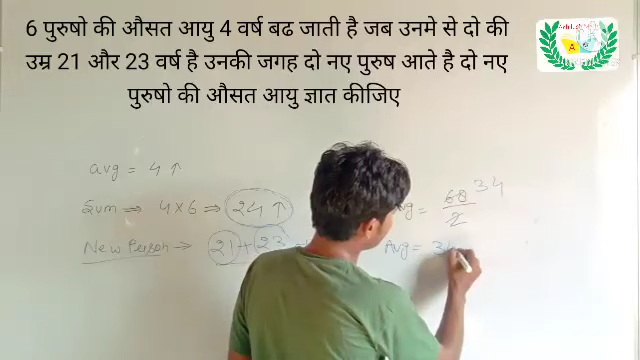 6 पुरुषो की औसत आयु 4 वर्ष बढ जाती है जब उनमे से दो की
उम्र 21 और 23 वर्ष है उनकी जगह दो नए पुरुष आते है दो नए
पुरुषो की औसत आयु ज्ञात कीजिए
avg = 4 ↑
Sum ⇒ 4×6 ⇒ 24 ↑
= 68/2 34
New Person → 21 + 23
Avg = 34